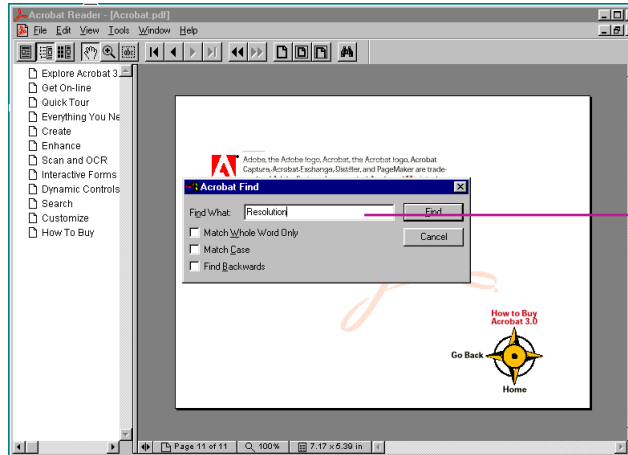 Acrobat Reader - [Acrobat.pdf]
File Edit View Tools Window Help
abc
Explore Acrobat 3.
Get On-line
Quick Tour
Everything You Ne
Create
Enhance
Scan and OCR
Interactive Forms
Dynamic Controls
Search
Customize
How To Buy
Adobe, the Adobe logo, Acrobat, the Acrobat logo, Acrobat
Capture, Acrobat Exchange, Distiller, and PageMaker are trade-
Acrobat Find
Find What: Resolution
Find
Match Whole Word Only
Cancel
Match Case
Find Backwards
How to Buy
Acrobat 3.0
Go Back
Home
Page 11 of 11 100% 7.17 x 5.39 in